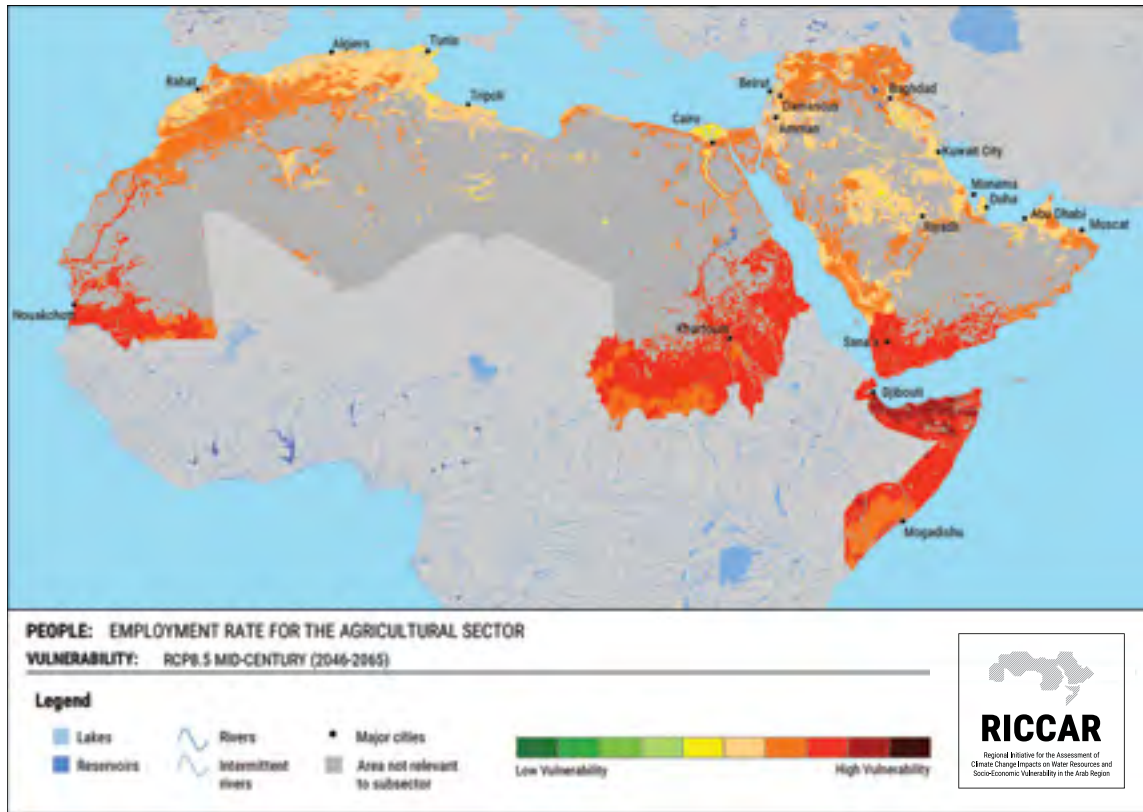 Algiers
Tunis
Rabat
Tripoli
Beirut
Baghdad
Damascus
Cairo
Amman
Kuwait City
Manama
Doha
Abu Dhabi
Riyadh
Muscat
Nouakchott
Khartoum
Sana'a
Djibouti
Mogadishu
PEOPLE: EMPLOYMENT RATE FOR THE AGRICULTURAL SECTOR
VULNERABILITY: RCP8.5 MID-CENTURY (2046-2065)
Legend
Lakes
Rivers
Major cities
Reservoirs
Intermittent
rivers
Area not relevant
to subsector
Low Vulnerability
High Vulnerability
RICCAR
Regional Initiative for the Assessment of
Climate Change Impacts on Water Resources and
Socio-Economic Vulnerability in the Arab Region